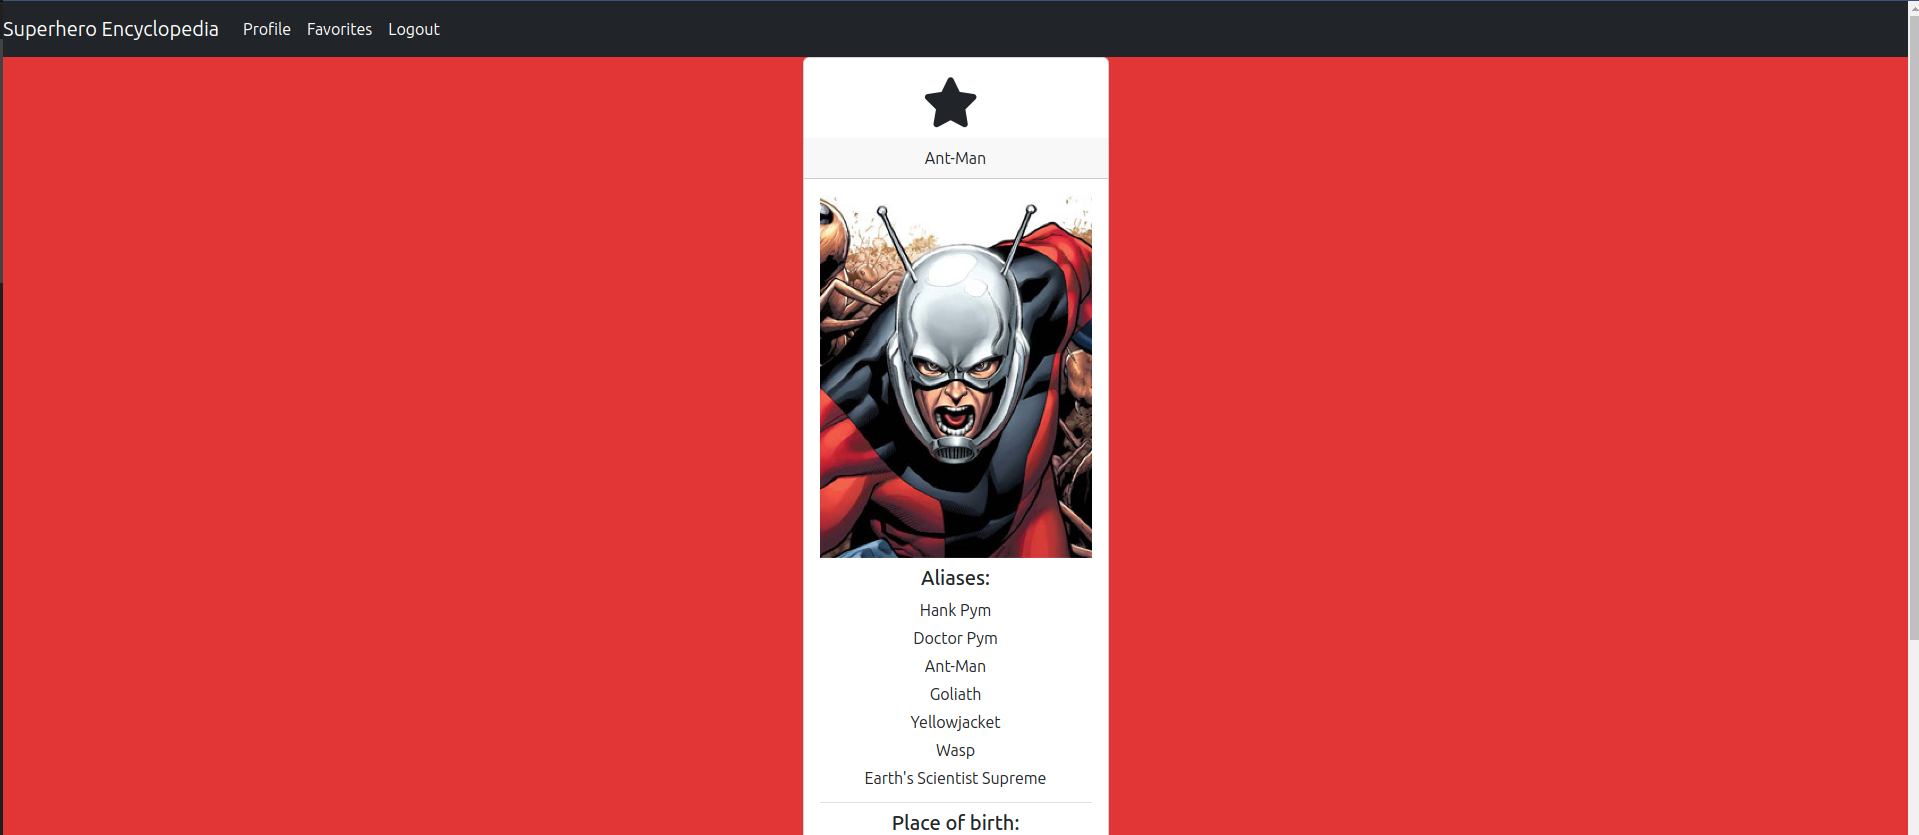 Superhero Encyclopedia Profile Favorites Logout
Ant-Man
Aliases:
Hank Pym
Doctor Pym
Ant-Man
Goliath
Yellowjacket
Wasp
Earth's Scientist Supreme
Place of birth: